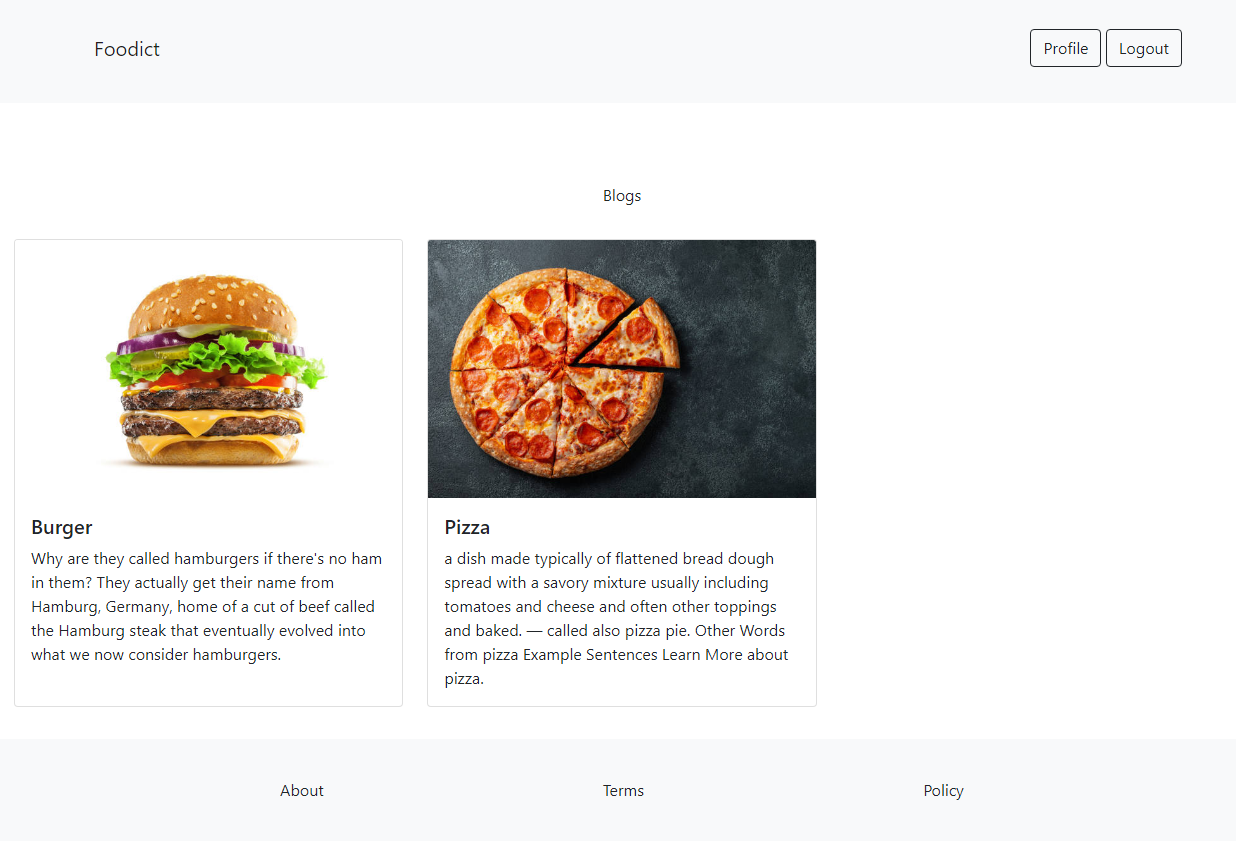 Foodict
Profile
Logout
Blogs
Burger
Why are they called hamburgers if there's no ham
in them? They actually get their name from
Hamburg, Germany, home of a cut of beef called
the Hamburg steak that eventually evolved into
what we now consider hamburgers.
Pizza
a dish made typically of flattened bread dough
spread with a savory mixture usually including
tomatoes and cheese and often other toppings
and baked. — called also pizza pie. Other Words
from pizza Example Sentences Learn More about
pizza.
About
Terms
Policy